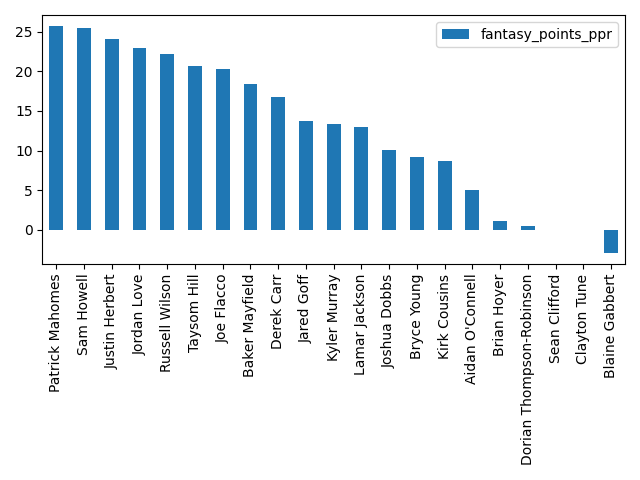 fantasy_points_ppr
25
20
15
10
5
0
Patrick Mahomes
Sam Howell
Justin Herbert
Jordan Love
Russell Wilson
Taysom Hill
Joe Flacco
Baker Mayfield
Derek Carr
Jared Goff
Kyler Murray
Lamar Jackson
Joshua Dobbs
Bryce Young
Kirk Cousins
Aidan O'Connell
Brian Hoyer
Dorian Thompson-Robinson
Sean Clifford
Clayton Tune
Blaine Gabbert